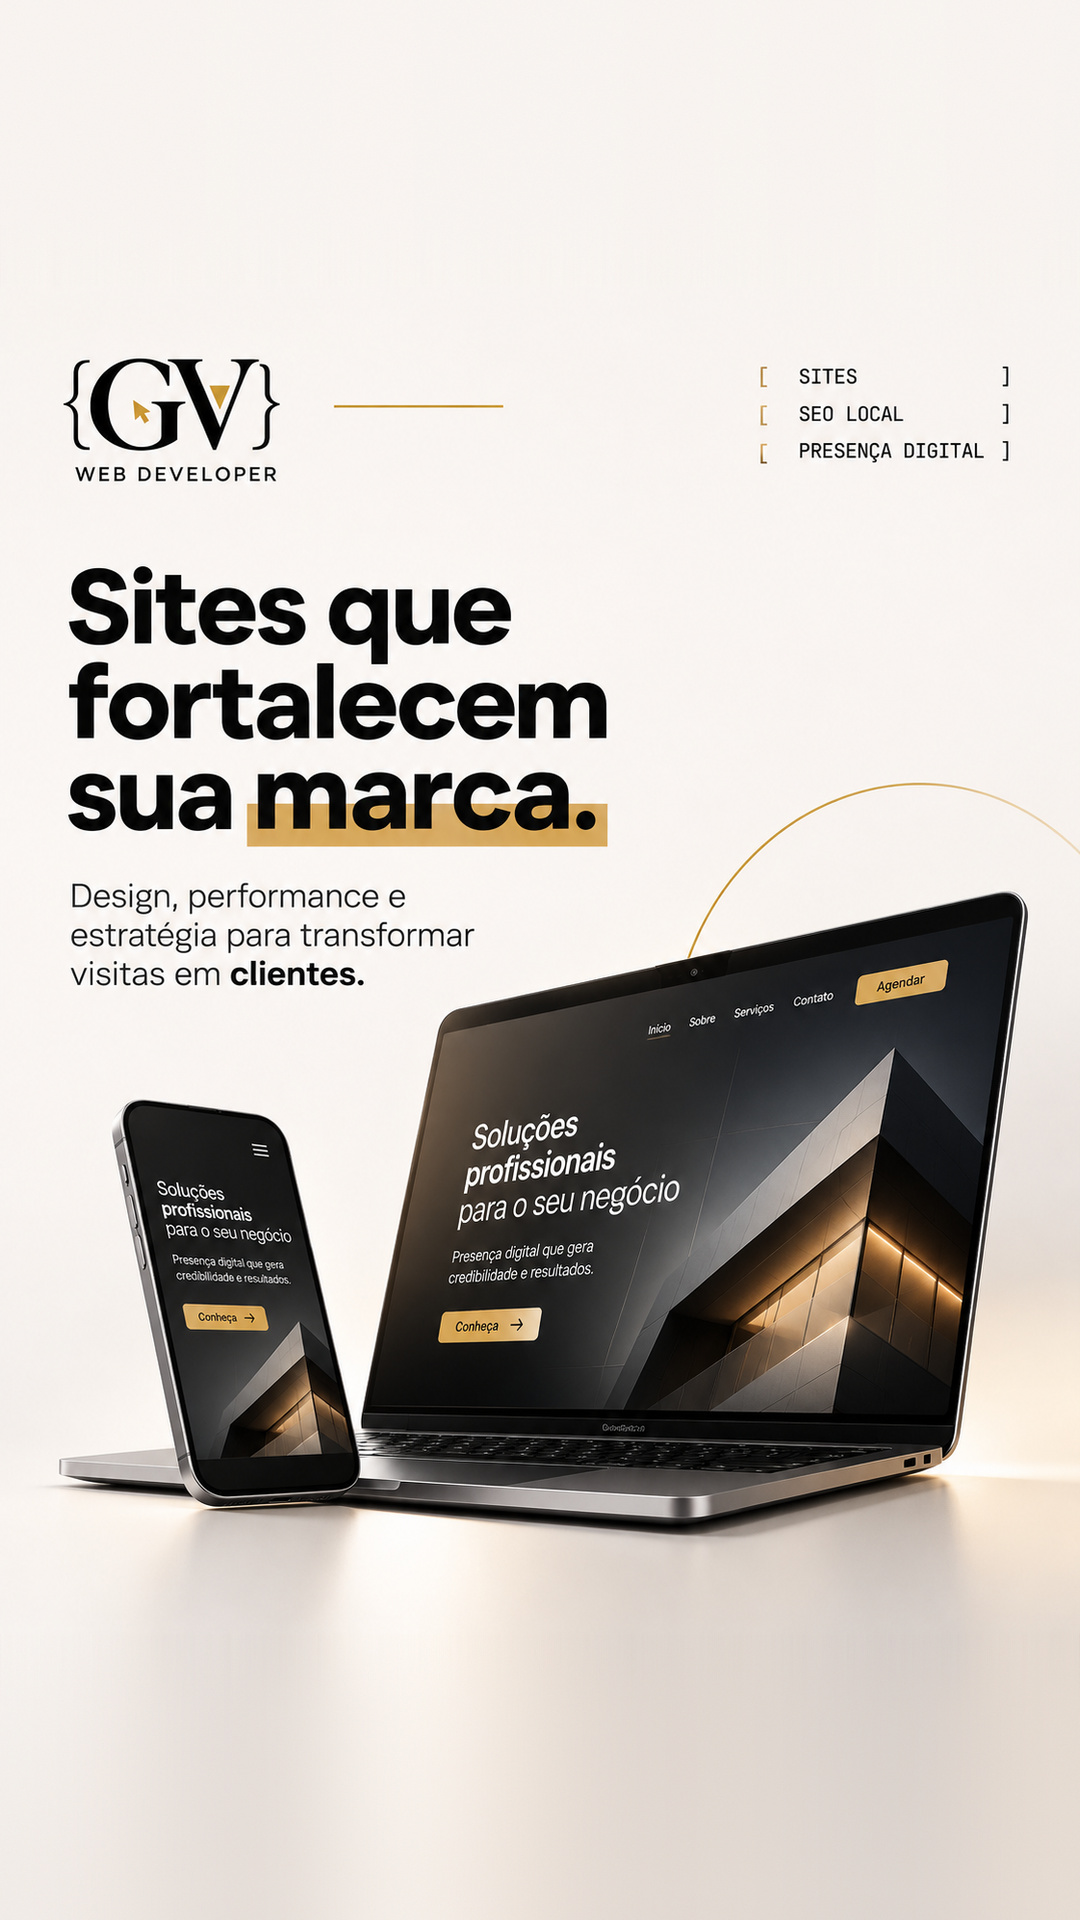 {GV}
WEB DEVELOPER
[ SITES ]
[ SEO LOCAL ]
[ PRESENÇA DIGITAL ]
Sites que
fortalecem
sua marca.
Design, performance e
estratégia para transformar
visitas em clientes.
Início Sobre Serviços Contato Agendar
Soluções
profissionais
para o seu negócio
Presença digital que gera
credibilidade e resultados.
Conheça →
Soluções
profissionais
para o seu negócio
Presença digital que gera
credibilidade e resultados.
Conheça →